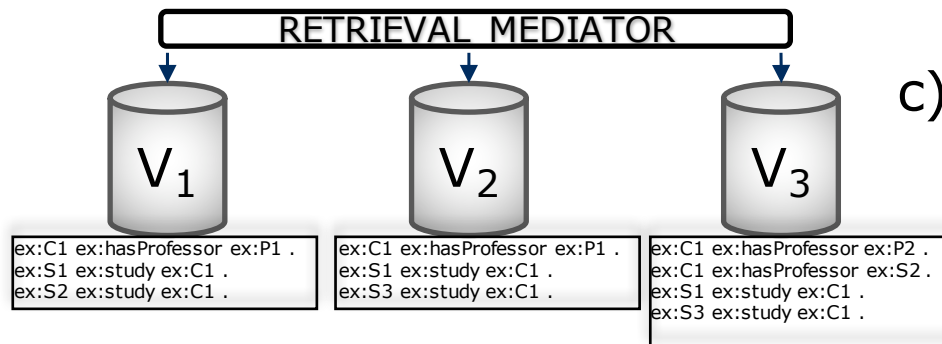 RETRIEVAL MEDIATOR
c)
V1
V2
V3
ex:C1 ex:hasProfessor ex:P1 .
ex:S1 ex:study ex:C1 .
ex:S2 ex:study ex:C1 .
ex:C1 ex:hasProfessor ex:P1 .
ex:S1 ex:study ex:C1 .
ex:S3 ex:study ex:C1 .
ex:C1 ex:hasProfessor ex:P2 .
ex:C1 ex:hasProfessor ex:S2 .
ex:S1 ex:study ex:C1 .
ex:S3 ex:study ex:C1 .